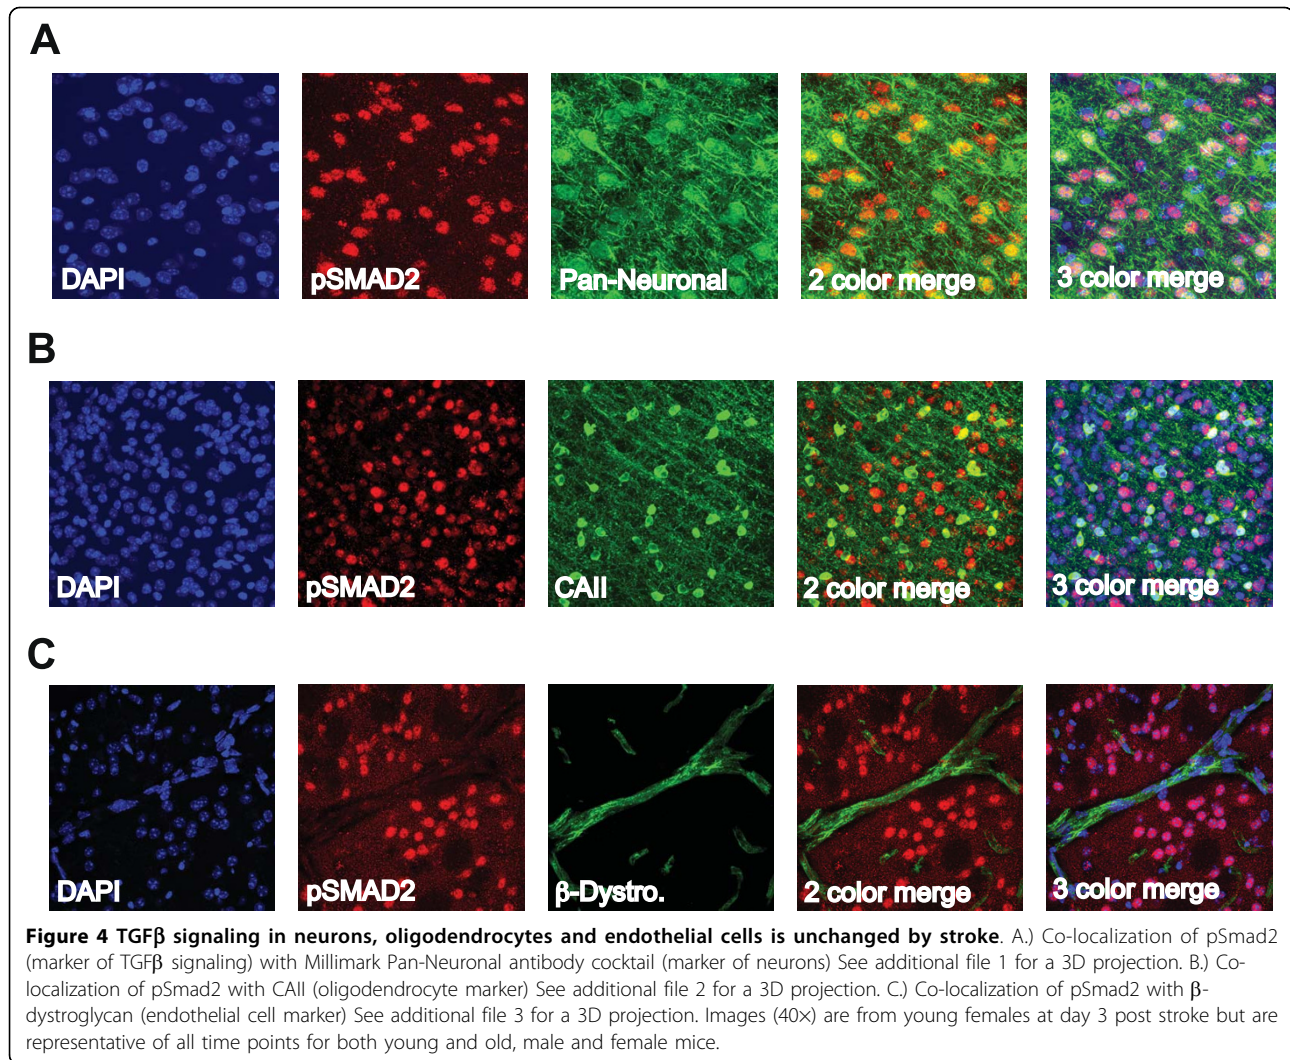 A
DAPI
pSMAD2
Pan-Neuronal
2 color merge
3 color merge
B
DAPI
pSMAD2
CAII
2 color merge
3 color merge
C
DAPI
pSMAD2
β-Dystro.
2 color merge
3 color merge
Figure 4 TGFβ signaling in neurons, oligodendrocytes and endothelial cells is unchanged by stroke. A.) Co-localization of pSmad2
(marker of TGFβ signaling) with Millimark Pan-Neuronal antibody cocktail (marker of neurons) See additional file 1 for a 3D projection. B.) Co-
localization of pSmad2 with CAII (oligodendrocyte marker) See additional file 2 for a 3D projection. C.) Co-localization of pSmad2 with β-
dystroglycan (endothelial cell marker) See additional file 3 for a 3D projection. Images (40×) are from young females at day 3 post stroke but are
representative of all time points for both young and old, male and female mice.